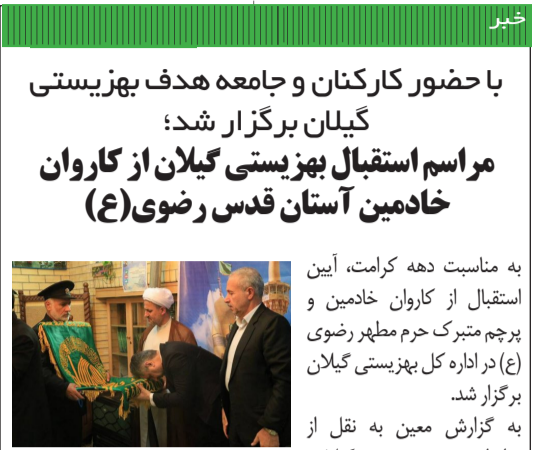 خبر
با حضور کارکنان و جامعه هدف بهزیستی
گیلان برگزار شد؛
مراسم استقبال بهزیستی گیلان از کاروان
خادمین آستان قدس رضوی(ع)
به مناسبت دهه کرامت، آیین
استقبال از کاروان خادمین و
پرچم متبرک حرم مطهر رضوی
(ع) در اداره کل بهزیستی گیلان
برگزار شد.
به گزارش معین به نقل از